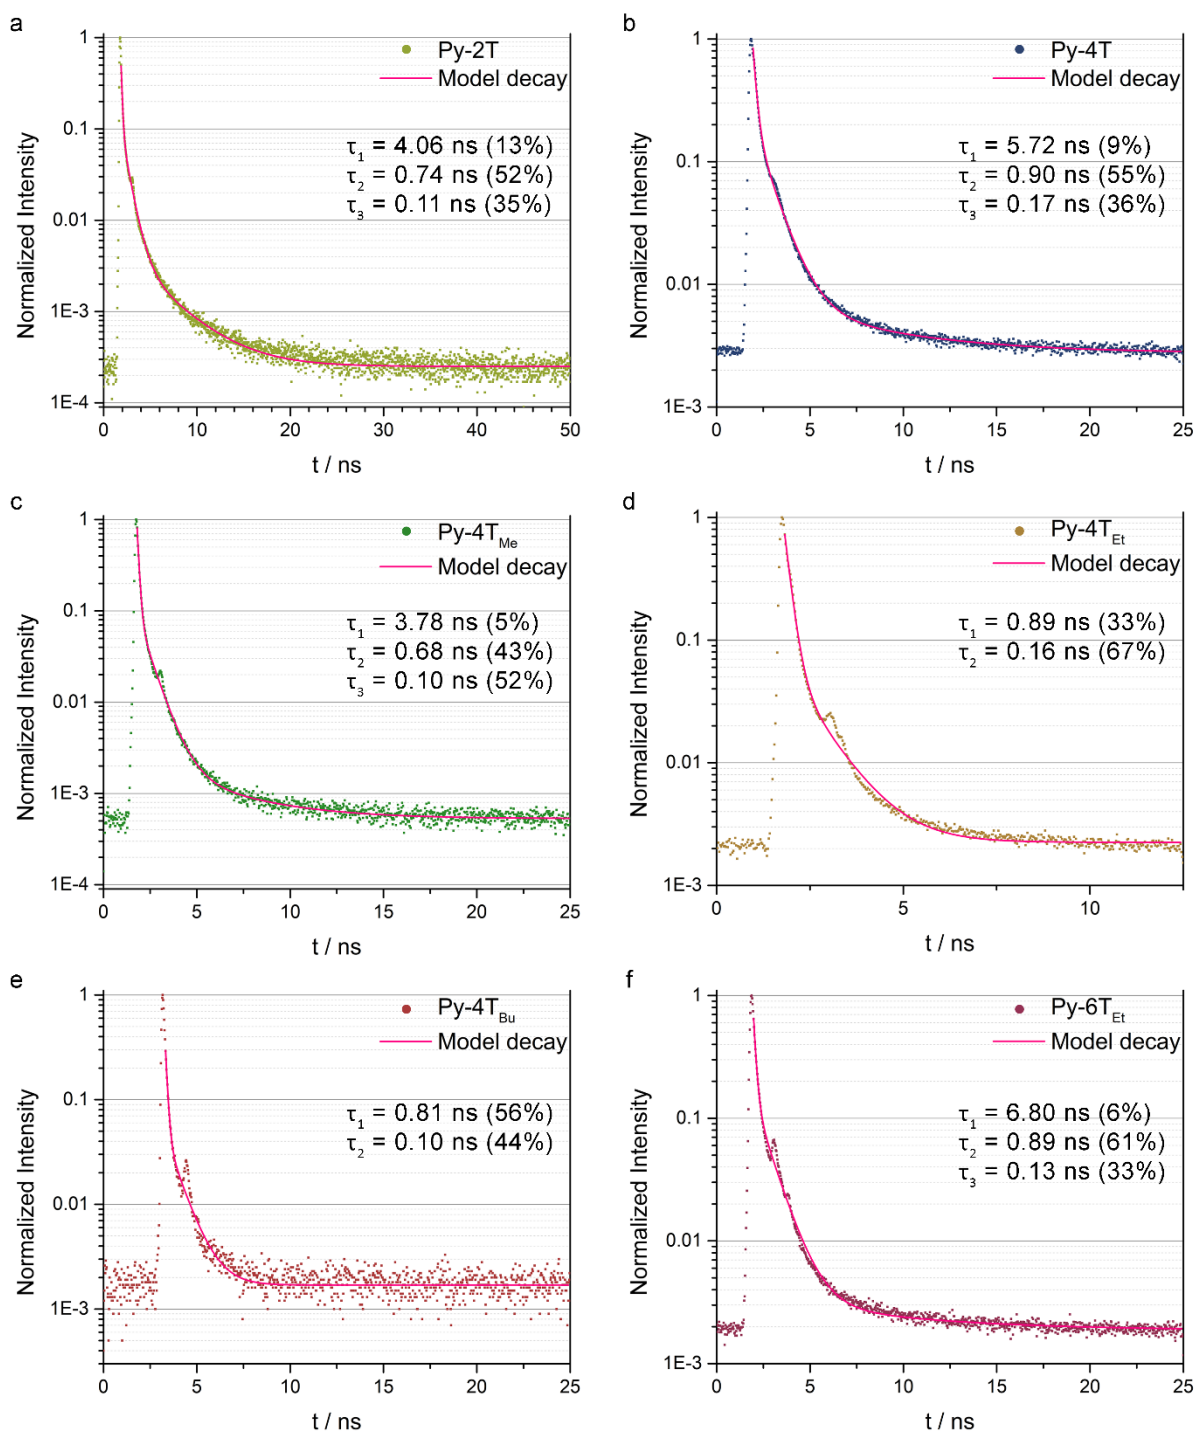 a
Py-2T
Model decay
τ₁ = 4.06 ns (13%)
τ₂ = 0.74 ns (52%)
τ₃ = 0.11 ns (35%)
Normalized Intensity
1
0.1
0.01
1E-3
1E-4
0 4 10 20 30 40 50
t / ns
b
Py-4T
Model decay
τ₁ = 5.72 ns (9%)
τ₂ = 0.90 ns (55%)
τ₃ = 0.17 ns (36%)
Normalized Intensity
1
0.1
0.01
1E-3
0 5 10 15 20 25
t / ns
c
Py-4T_Me
Model decay
τ₁ = 3.78 ns (5%)
τ₂ = 0.68 ns (43%)
τ₃ = 0.10 ns (52%)
Normalized Intensity
1
0.1
0.01
1E-3
1E-4
0 5 10 15 20 25
t / ns
d
Py-4T_Et
Model decay
τ₁ = 0.89 ns (33%)
τ₂ = 0.16 ns (67%)
Normalized Intensity
1
0.1
0.01
1E-3
0 5 10
t / ns
e
Py-4T_Bu
Model decay
τ₁ = 0.81 ns (56%)
τ₂ = 0.10 ns (44%)
Normalized Intensity
1
0.1
0.01
1E-3
0 5 10 15 20 25
t / ns
f
Py-6T_Et
Model decay
τ₁ = 6.80 ns (6%)
τ₂ = 0.89 ns (61%)
τ₃ = 0.13 ns (33%)
Normalized Intensity
1
0.1
0.01
1E-3
0 5 10 15 20 25
t / ns